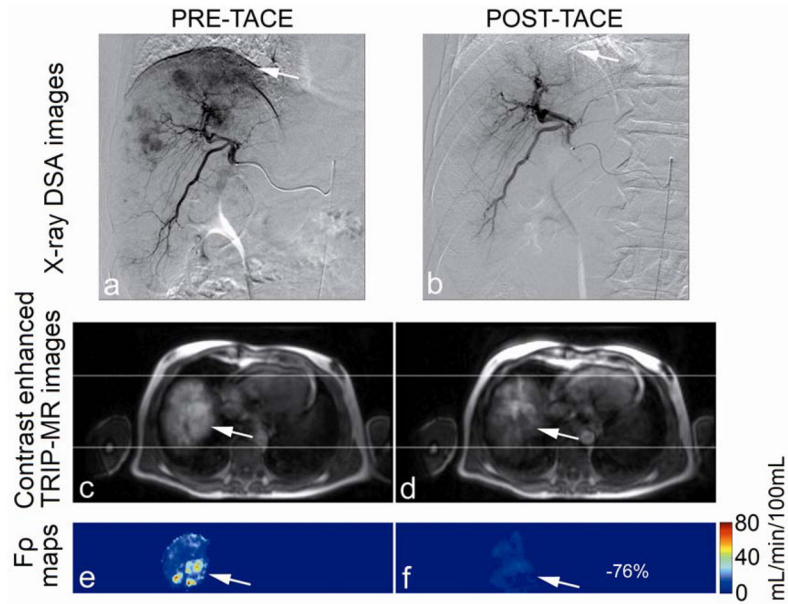 PRE-TACE
POST-TACE
X-ray DSA images
a
b
Contrast enhanced
TRIP-MR images
c
d
Fρ
maps
e
f
-76%
80
40
0
mL/min/100mL